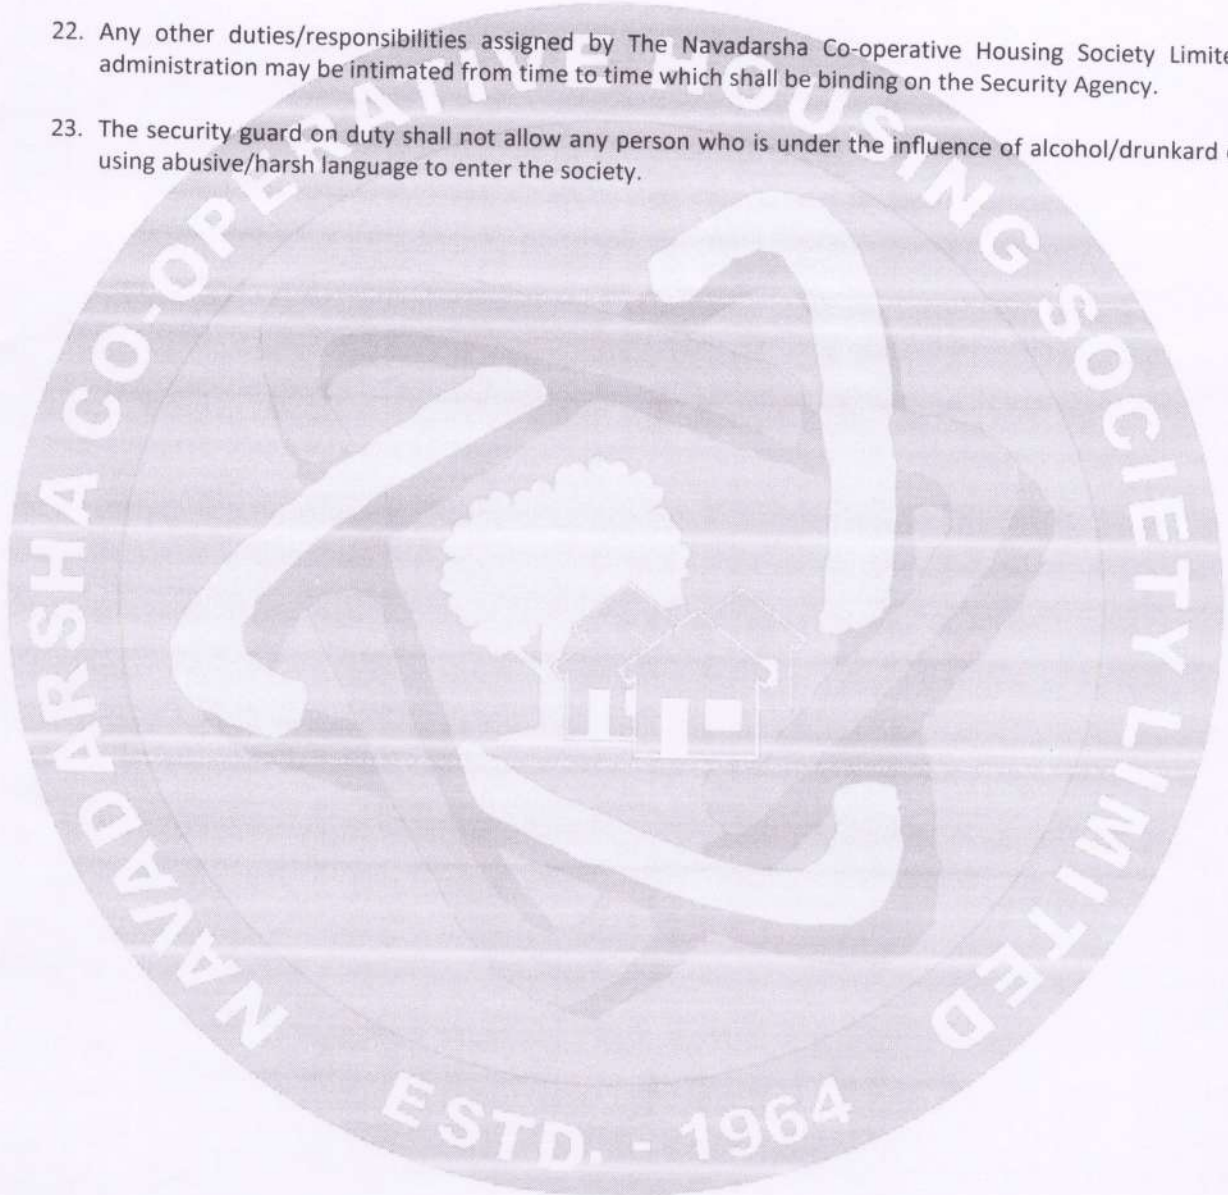 22. Any other duties/responsibilities assigned by The Navadarsha Co-operative Housing Society Limite
administration may be intimated from time to time which shall be binding on the Security Agency.
23. The security guard on duty shall not allow any person who is under the influence of alcohol/drunkard
using abusive/harsh language to enter the society.
NAVADARSHA CO-OPERATIVE HOUSING SOCIETY LIMITED
ESTD. - 1964